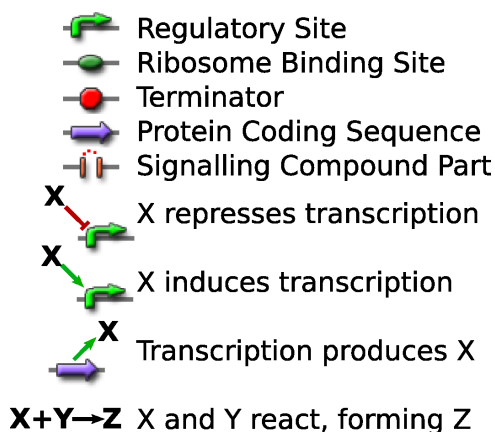 Regulatory Site
Ribosome Binding Site
Terminator
Protein Coding Sequence
Signalling Compound Part
X X represses transcription
X X induces transcription
X Transcription produces X
X+Y→Z X and Y react, forming Z